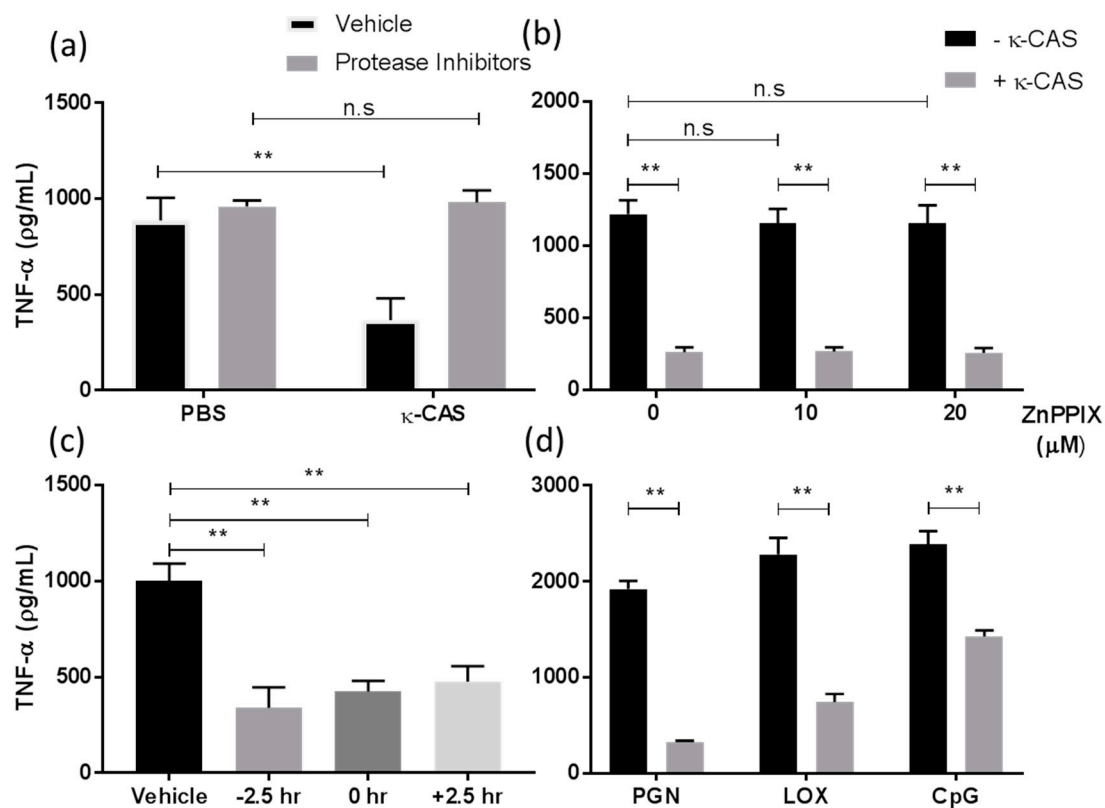 (a)
Vehicle
Protease Inhibitors
TNF-α (ρg/mL)
1500
1000
500
0
**
n.s
PBS
κ-CAS
(b)
- κ-CAS
+ κ-CAS
2000
1500
1000
500
0
n.s
n.s
**
**
**
0
10
20
ZnPPIX
(μM)
(c)
TNF-α (ρg/mL)
1500
1000
500
0
**
**
**
Vehicle
-2.5 hr
0 hr
+2.5 hr
(d)
3000
2000
1000
0
**
**
**
PGN
LOX
CpG